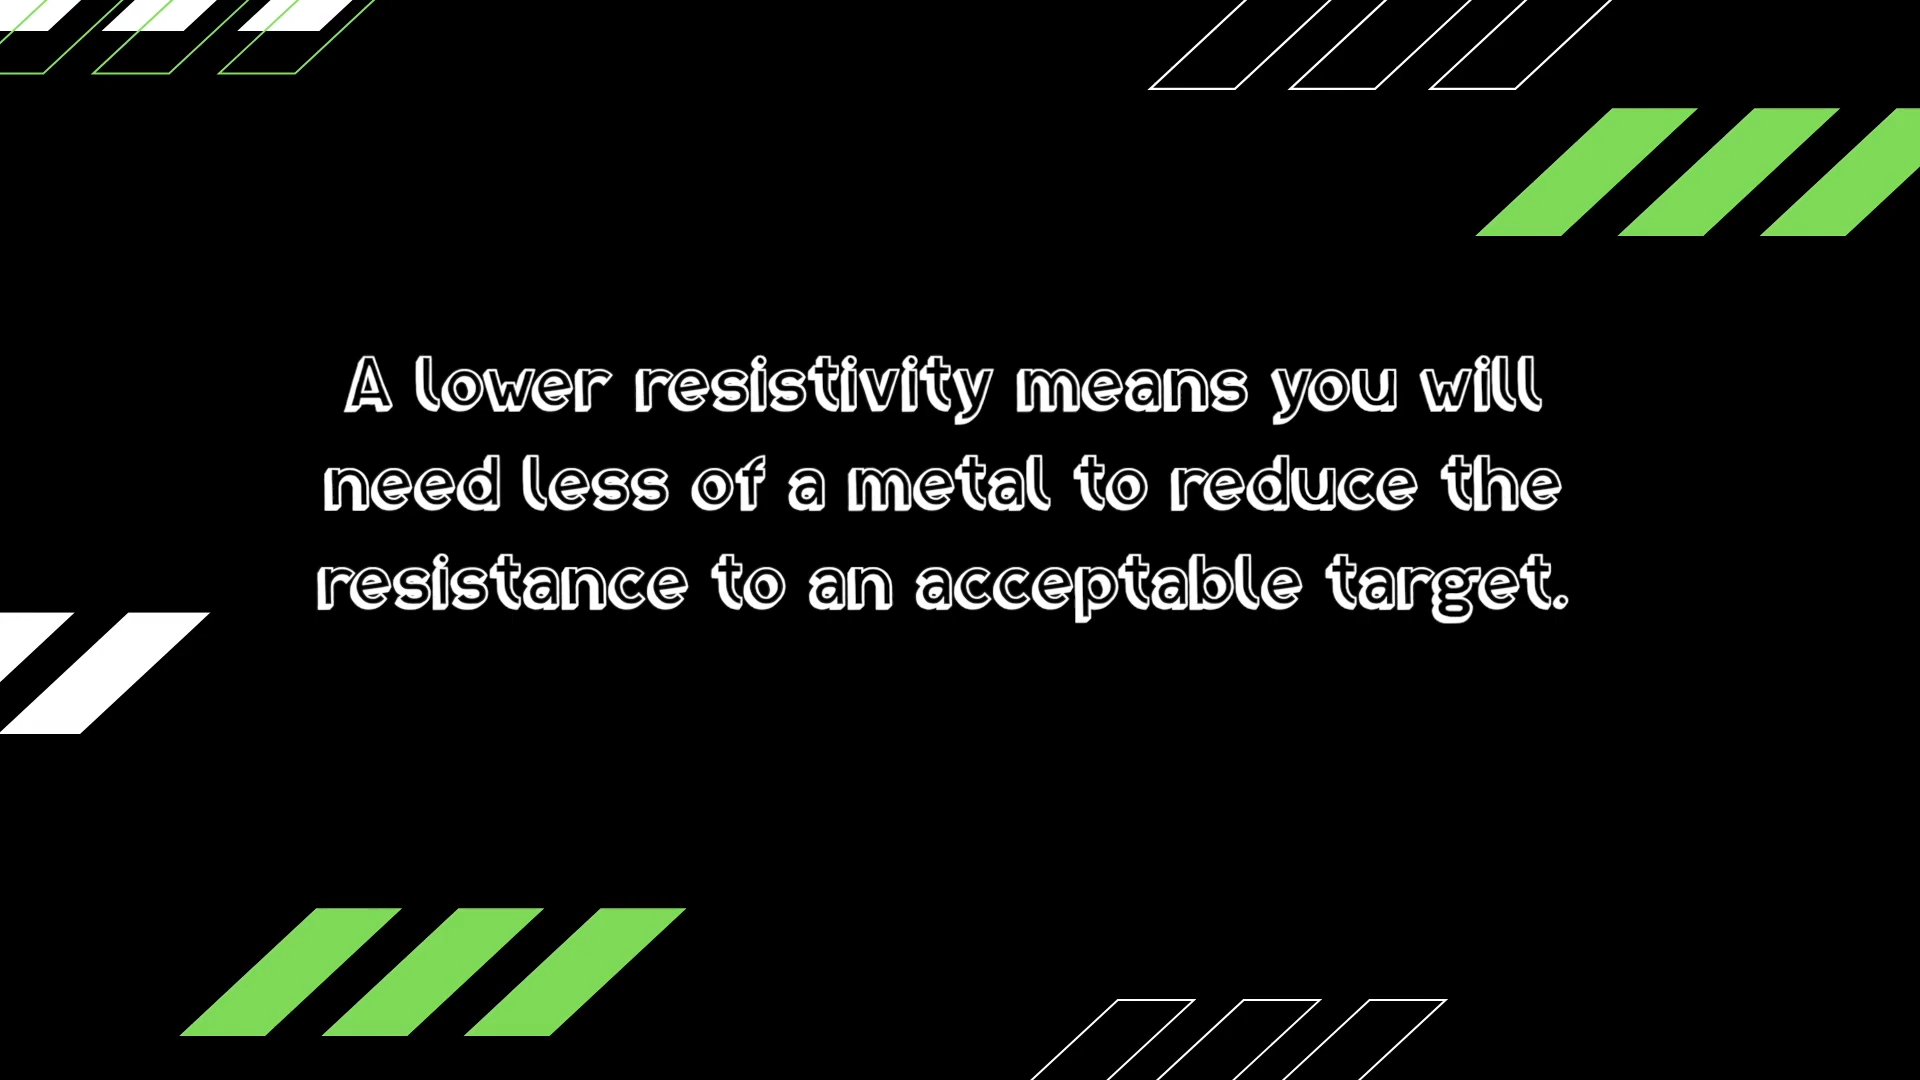 A lower resistivity means you will
need less of a metal to reduce the
resistance to an acceptable target.